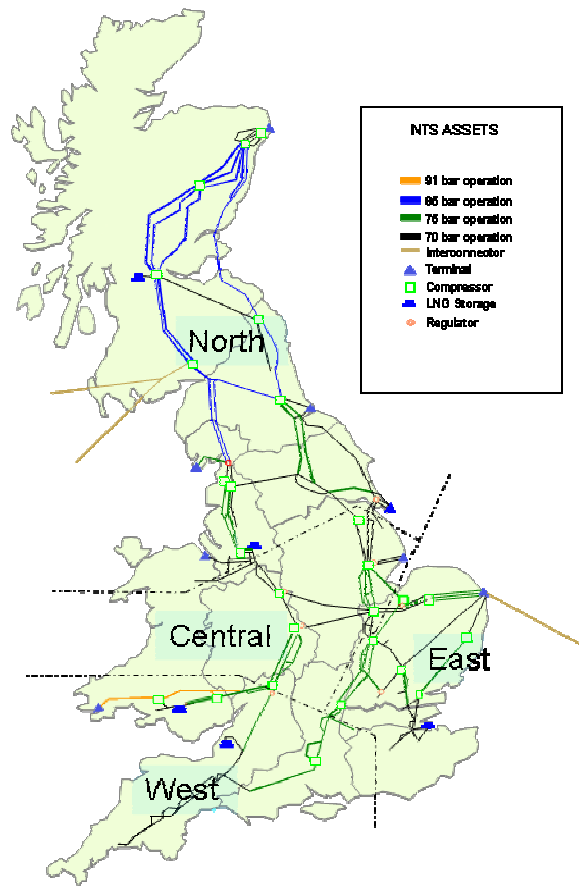 NTS ASSETS
91 bar operation
85 bar operation
75 bar operation
70 bar operation
Interconnector
Terminal
Compressor
LNG Storage
Regulator
North
Central
East
West